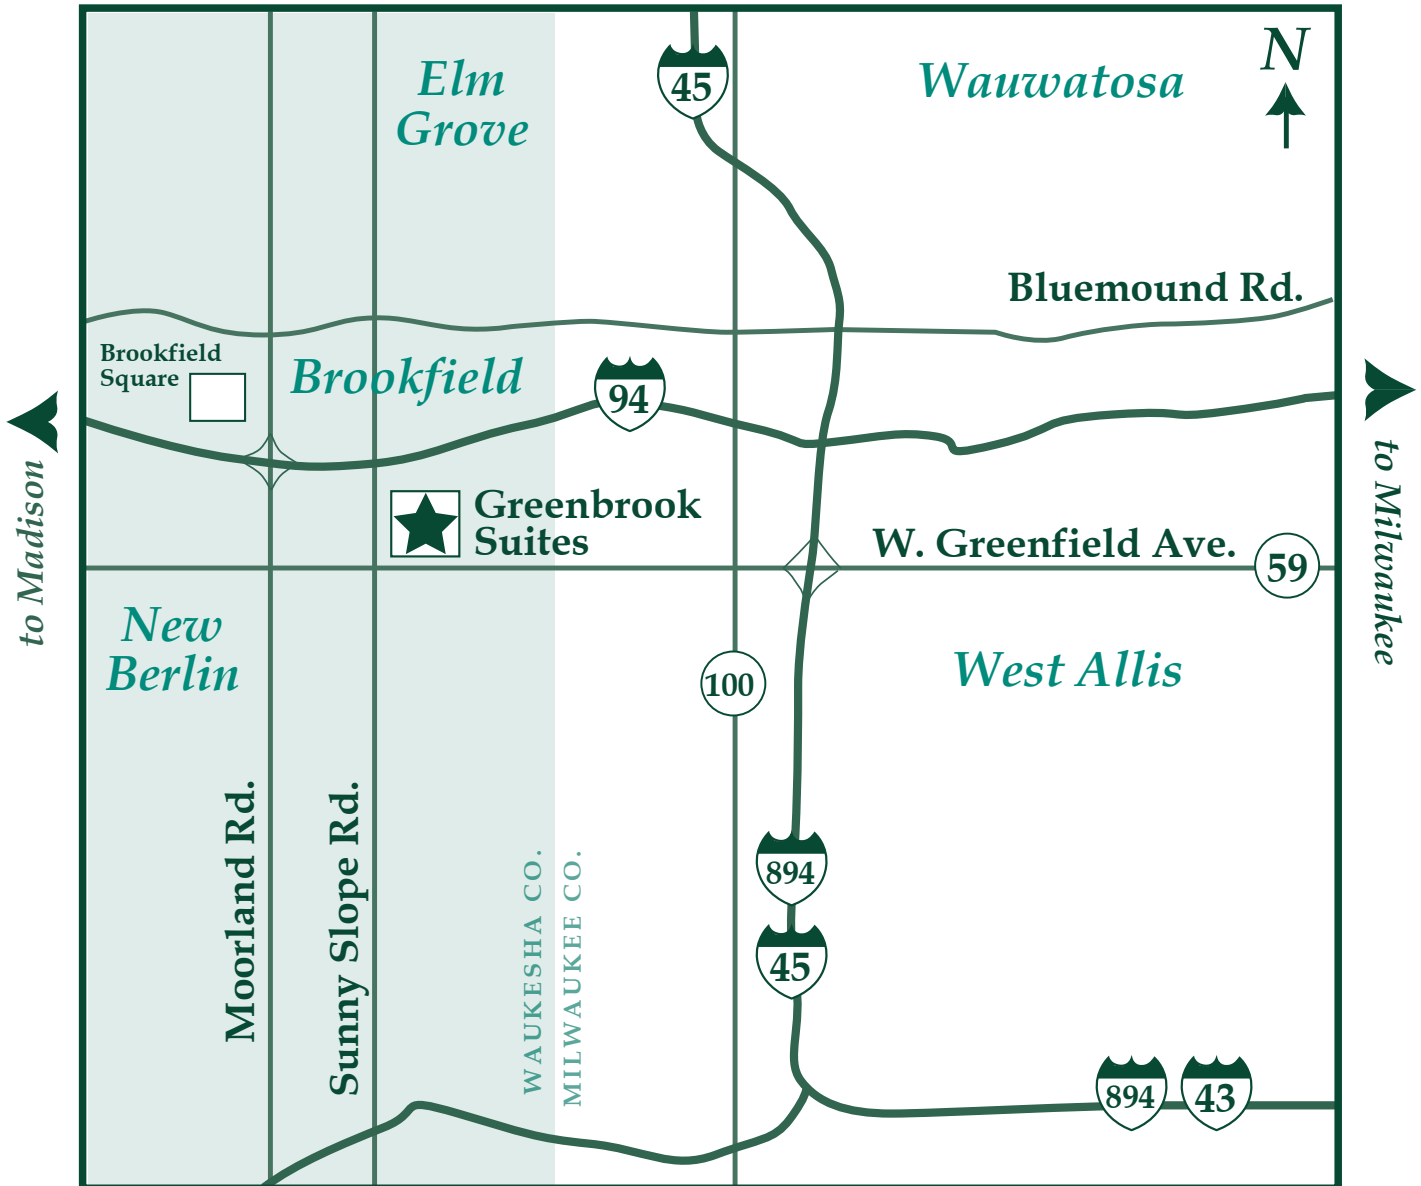 N
Elm
Grove
45
Wauwatosa
Bluemound Rd.
Brookfield
Square
Brookfield
94
to Madison
to Milwaukee
Greenbrook
Suites
W. Greenfield Ave.
59
New
Berlin
100
West Allis
Moorland Rd.
Sunny Slope Rd.
WAUKESHA CO.
MILWAUKEE CO.
894
45
894
43